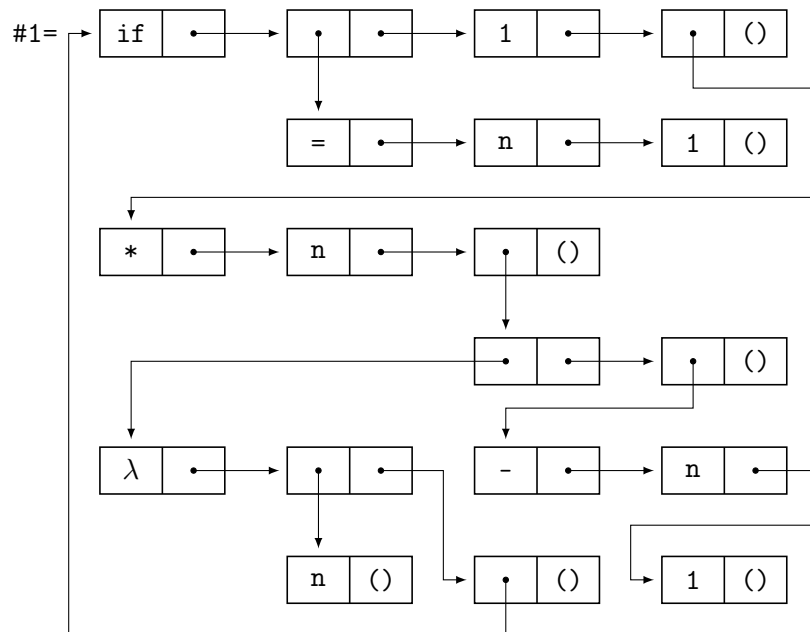 #1= if 1 ()
= n 1 ()
* n ()
()
λ - n
n () () 1 ()